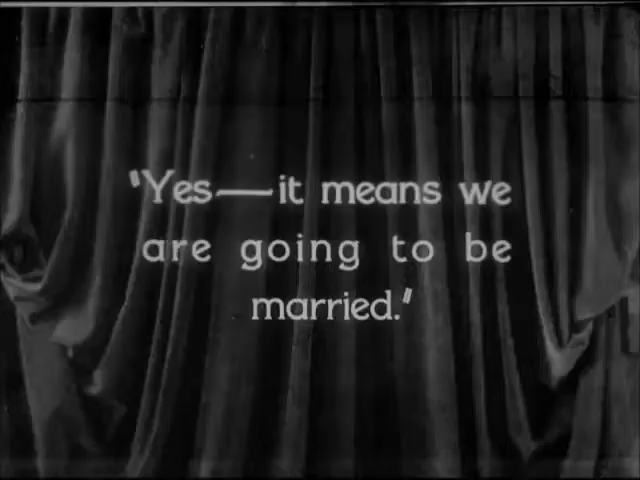 "Yes—it means we
are going to be
married."